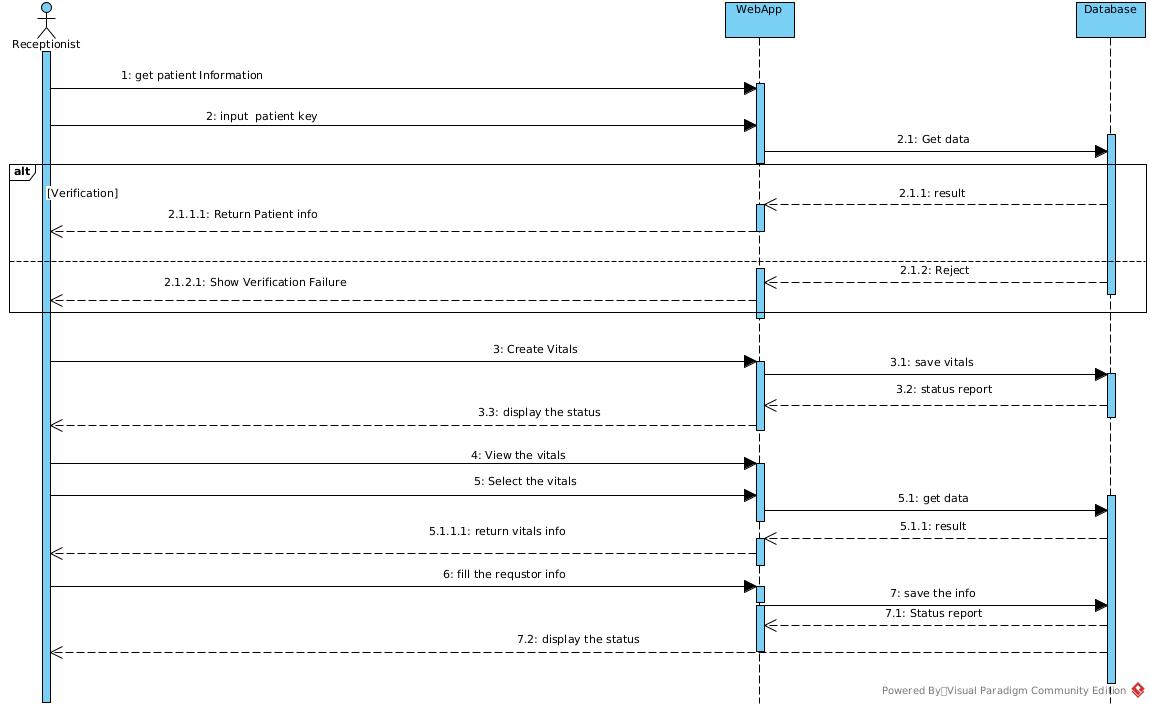 WebApp
Database
Receptionist
1: get patient Information
2: input  patient key
2.1: Get data
alt
[Verification]
2.1.1: result
2.1.1.1: Return Patient info
2.1.2: Reject
2.1.2.1: Show Verification Failure
3: Create Vitals
3.1: save vitals
3.2: status report
3.3: display the status
4: View the vitals
5: Select the vitals
5.1: get data
5.1.1: result
5.1.1.1: return vitals info
6: fill the requstor info
7: save the info
7.1: Status report
7.2: display the status
Powered By Visual Paradigm Community Edition